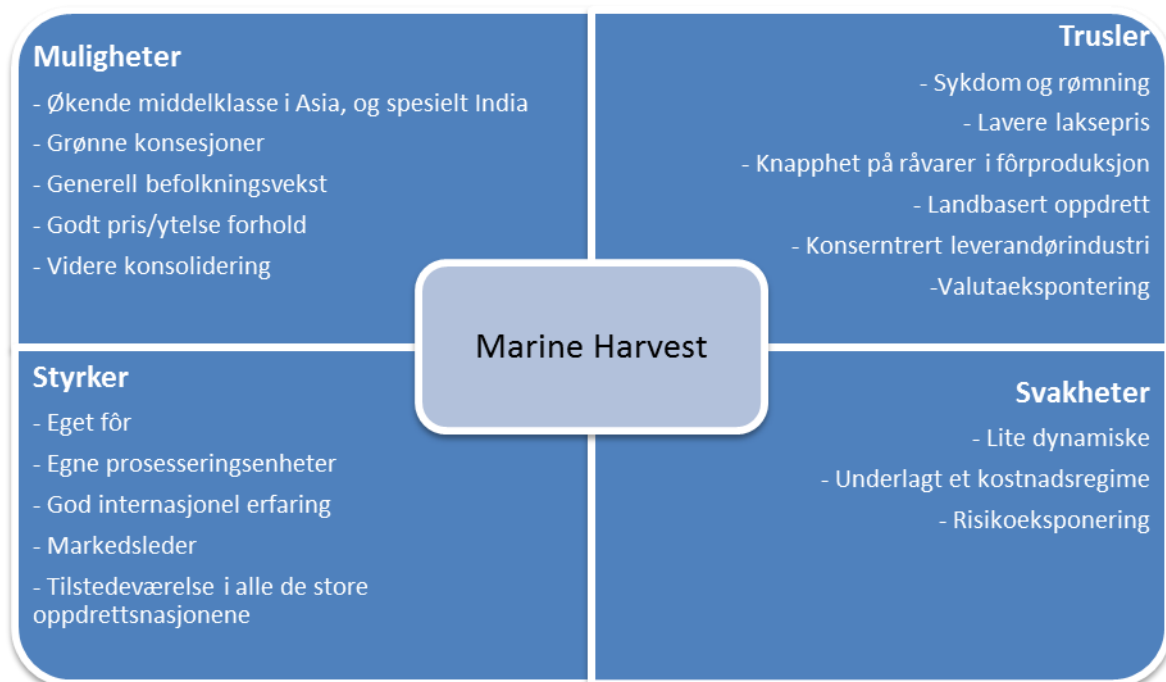 Muligheter
- Økende middelklasse i Asia, og spesielt India
- Grønne konsesjoner
- Generell befolkningsvekst
- Godt pris/ytelse forhold
- Videre konsolidering
Trusler
- Sykdom og rømning
- Lavere laksepris
- Knapphet på råvarer i fôrproduksjon
- Landbasert oppdrett
- Konserntrert leverandørindustri
-Valutaekspontering
Marine Harvest
Styrker
- Eget fôr
- Egne prosesseringsenheter
- God internasjonel erfaring
- Markedsleder
- Tilstedeværelse i alle de store
oppdrettsnasjonene
Svakheter
- Lite dynamiske
- Underlagt et kostnadsregime
- Risikoeksponering